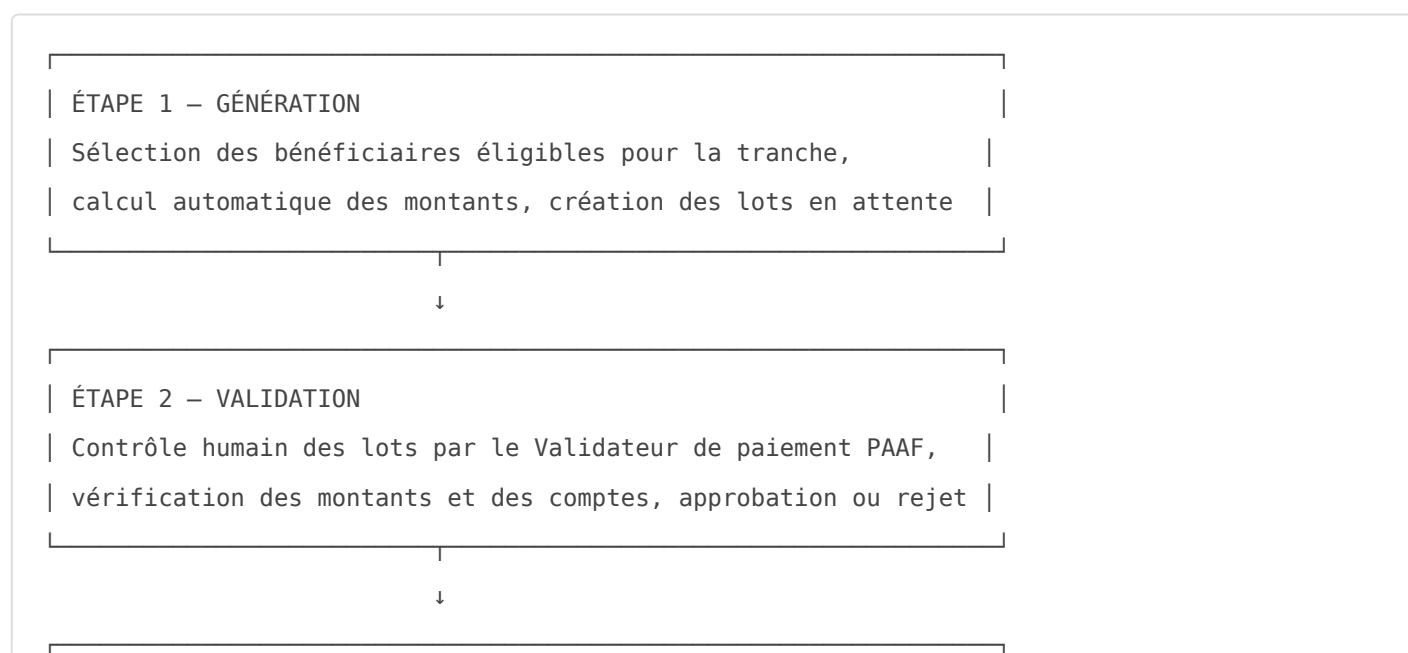 ÉTAPE 1 — GÉNÉRATION
Sélection des bénéficiaires éligibles pour la tranche,
calcul automatique des montants, création des lots en attente
↓
ÉTAPE 2 — VALIDATION
Contrôle humain des lots par le Validateur de paiement PAAF,
vérification des montants et des comptes, approbation ou rejet
↓